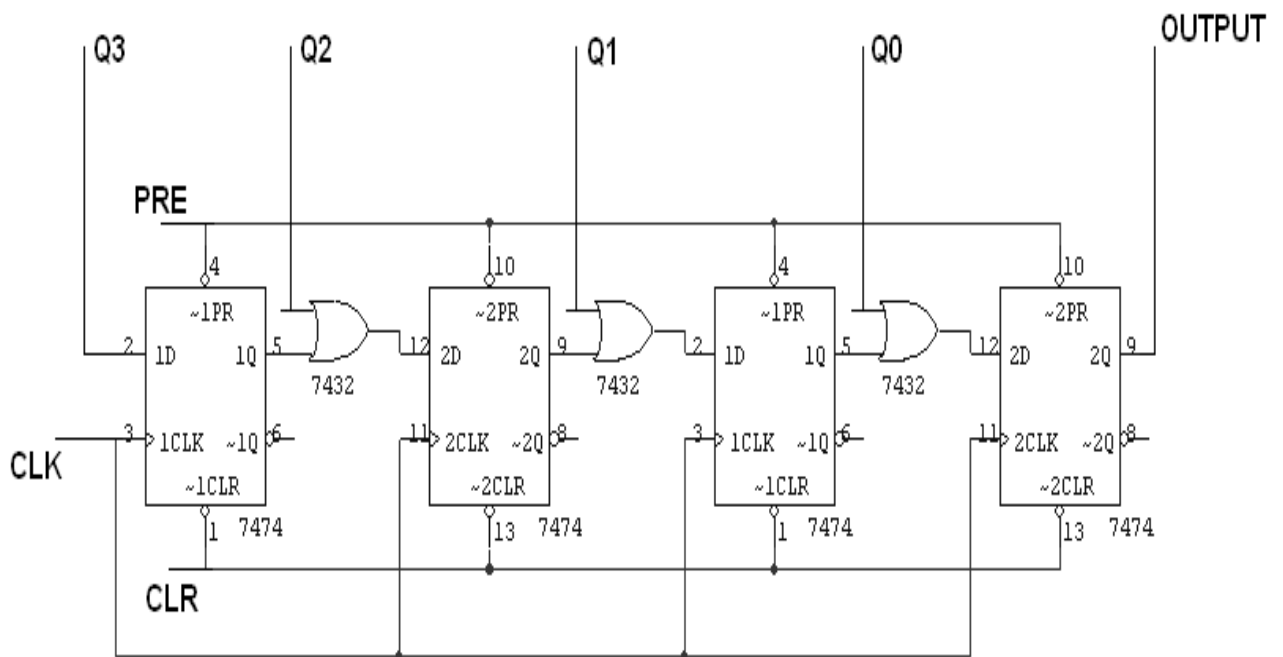 Q3 Q2 Q1 Q0 OUTPUT
PRE
4 10 4 10
~1PR ~2PR ~1PR ~2PR
2 1D 1Q 5 12 2D 2Q 9 2 1D 1Q 5 12 2D 2Q 9
7432 7432 7432
3 1CLK ~1Q 6 11 2CLK ~2Q 8 3 1CLK ~1Q 6 11 2CLK ~2Q 8
CLK
~1CLR ~2CLR ~1CLR ~2CLR
1 7474 13 7474 1 7474 13 7474
CLR